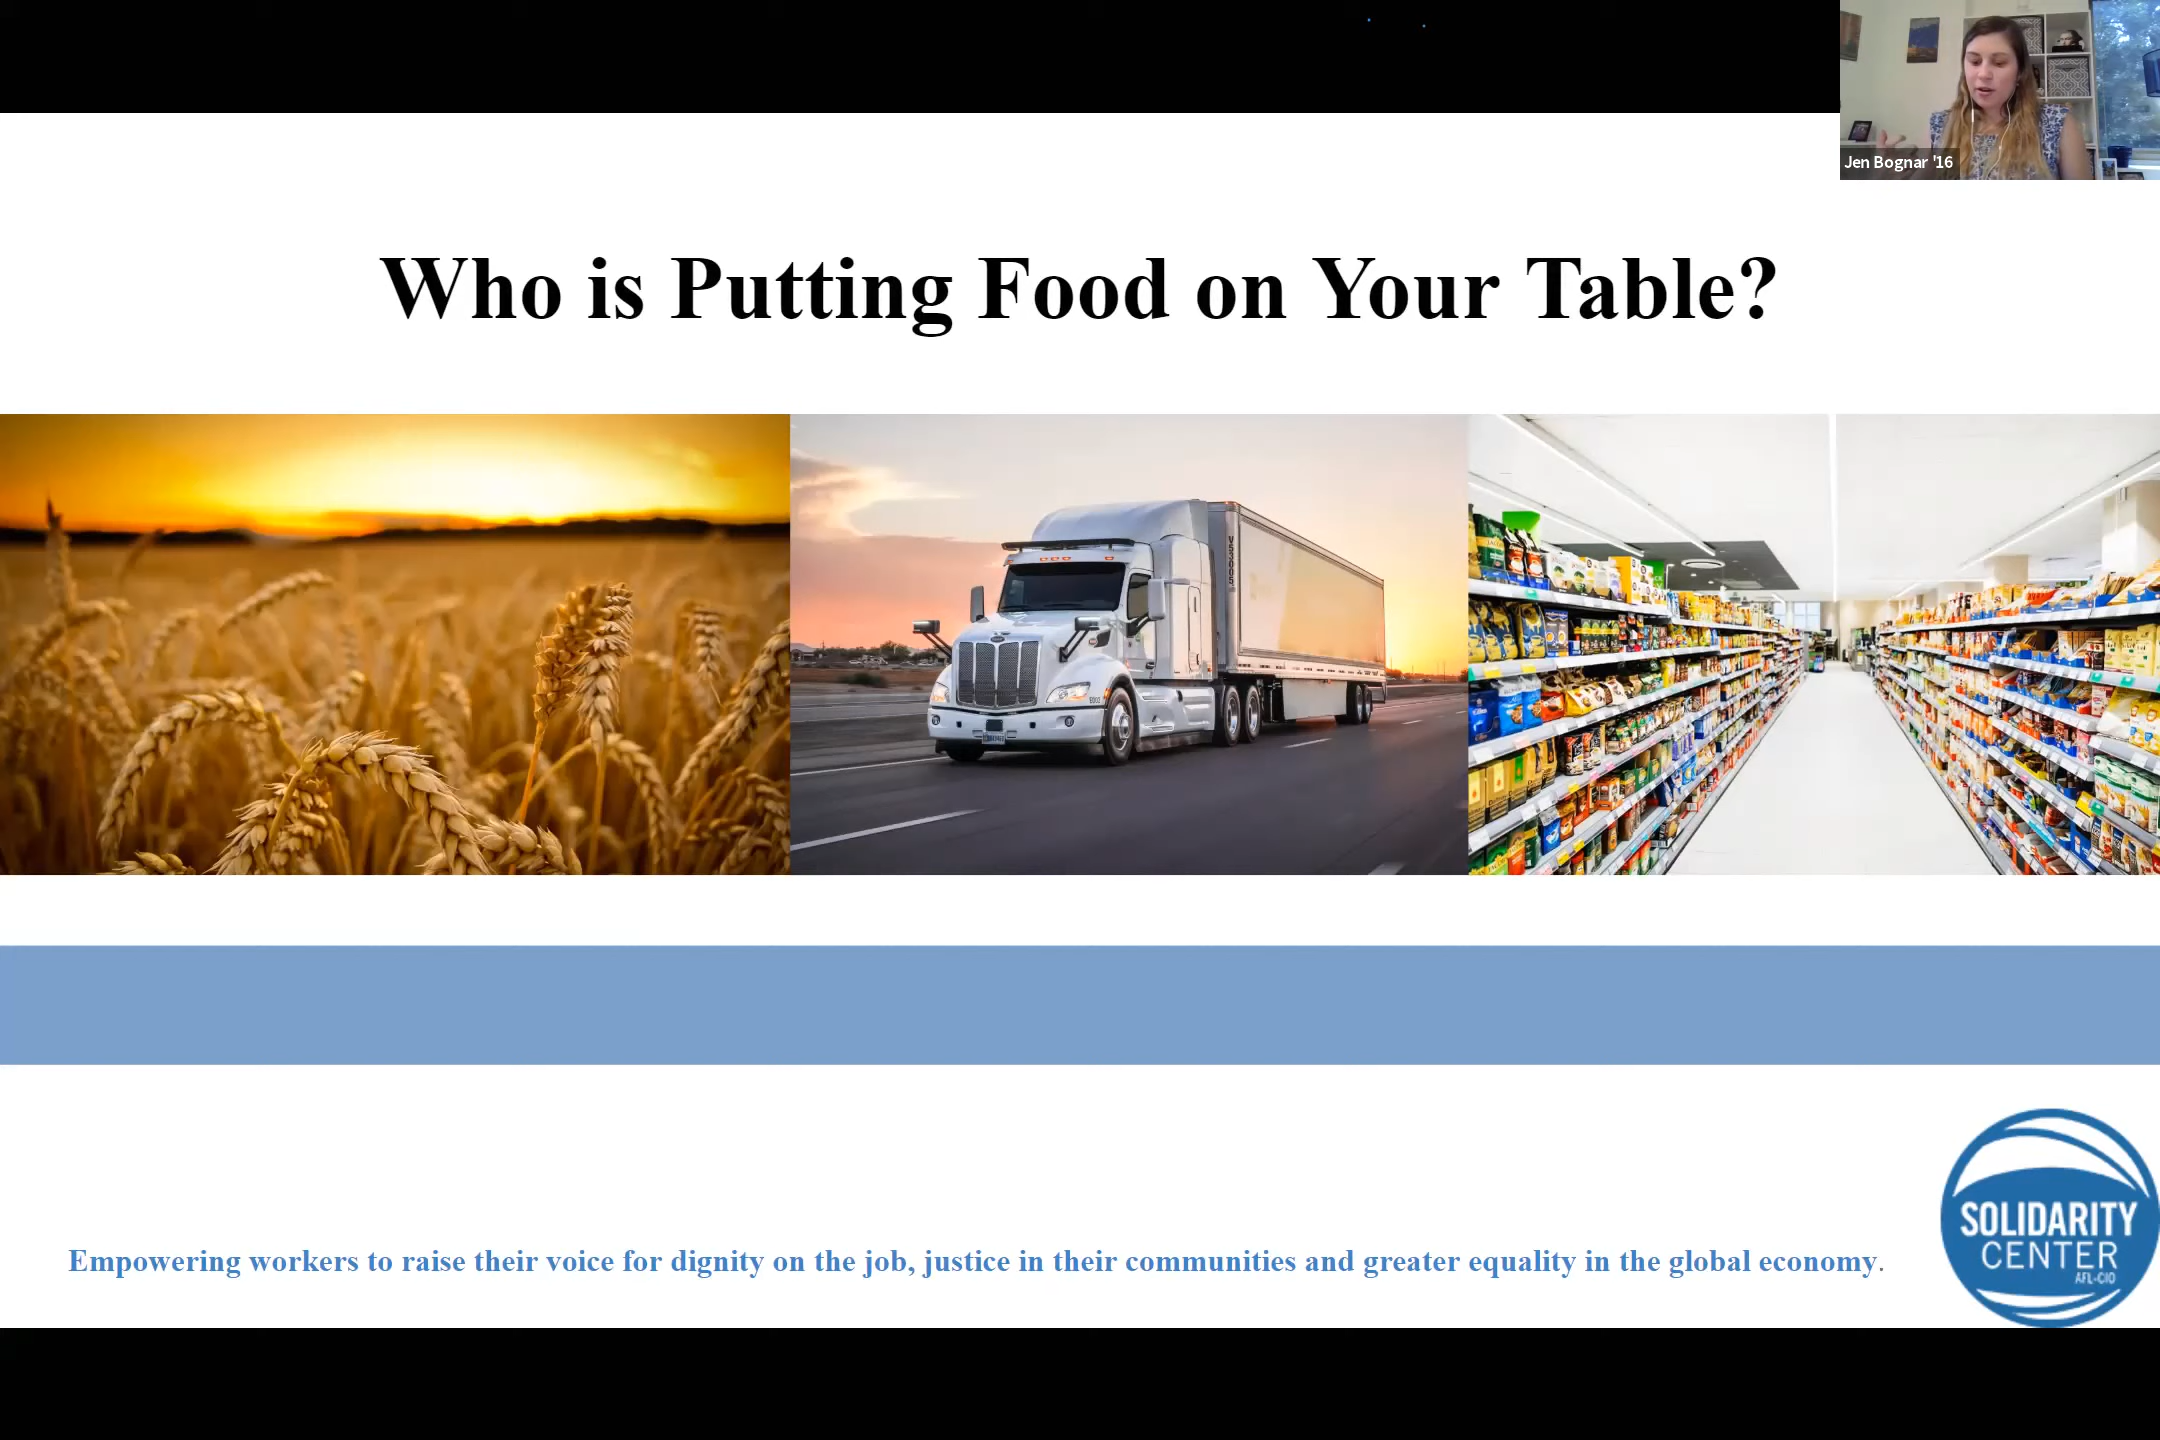 Jen Bognar '16
Who is Putting Food on Your Table?
Empowering workers to raise their voice for dignity on the job, justice in their communities and greater equality in the global economy.
SOLIDARITY
CENTER
AFL-CIO